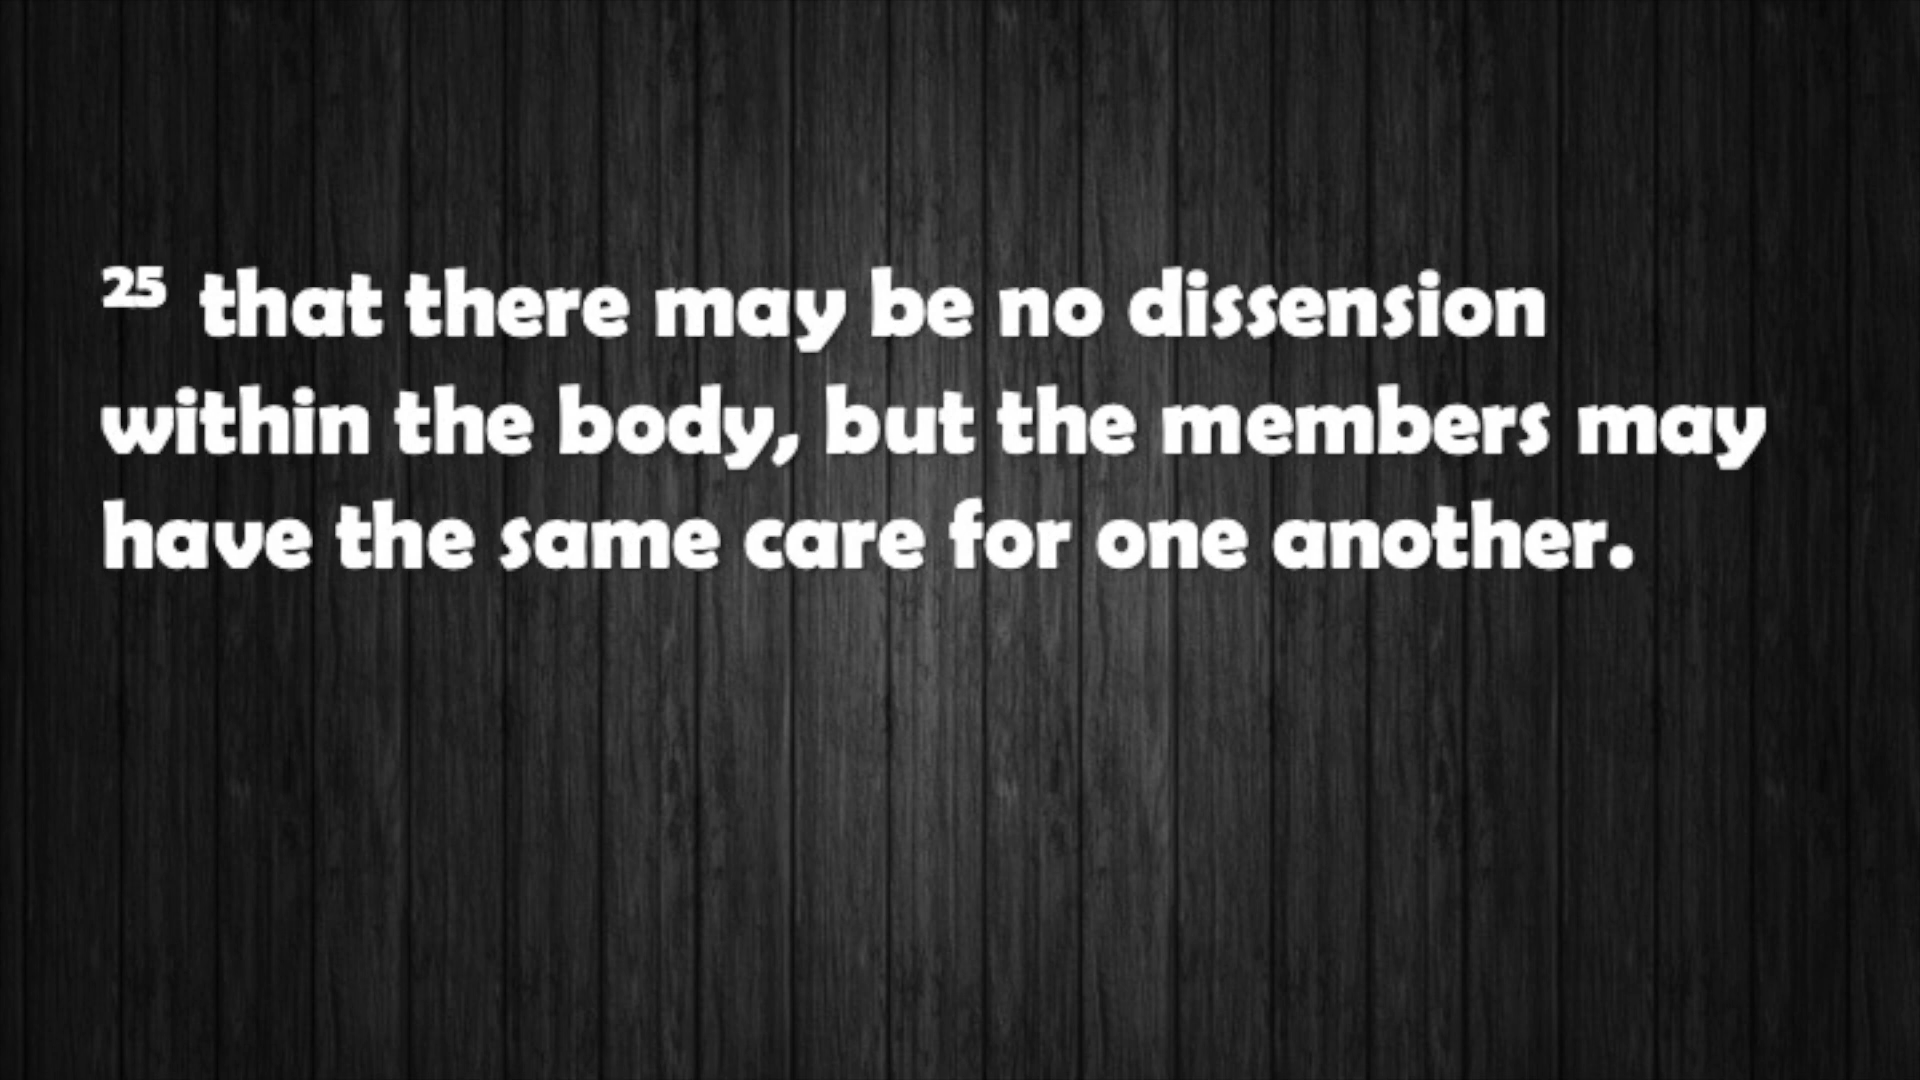 25 that there may be no dissension
within the body, but the members may
have the same care for one another.